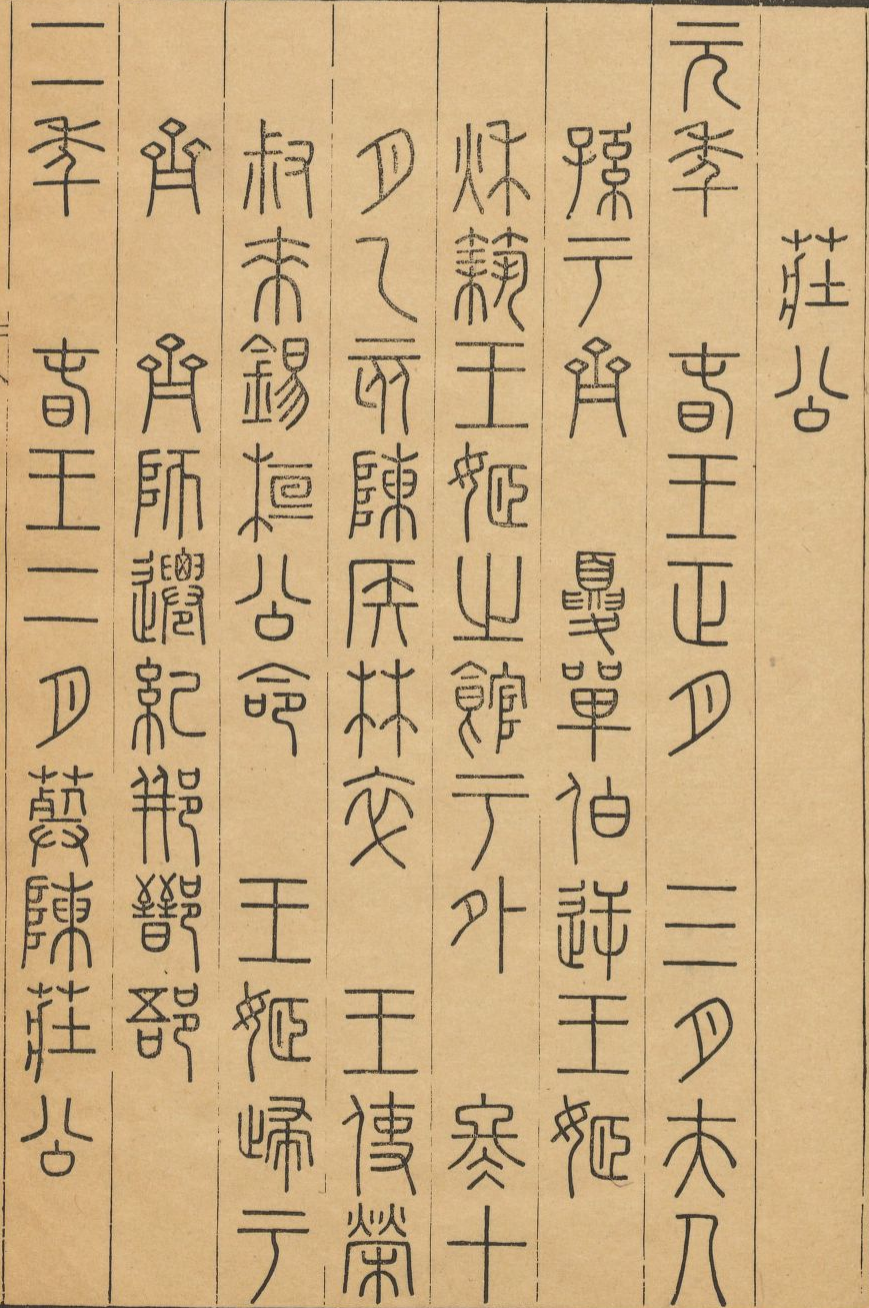 莊公
元年 春王正月 三月夫人
孫于齊 夏單伯逆王姬
秋築王姬之館于外 冬十
月乙亥陳侯林卒 王使榮
叔來錫桓公命 王姬歸于
齊 齊師遷紀郱鄑郚
二年 春王二月葬陳莊公